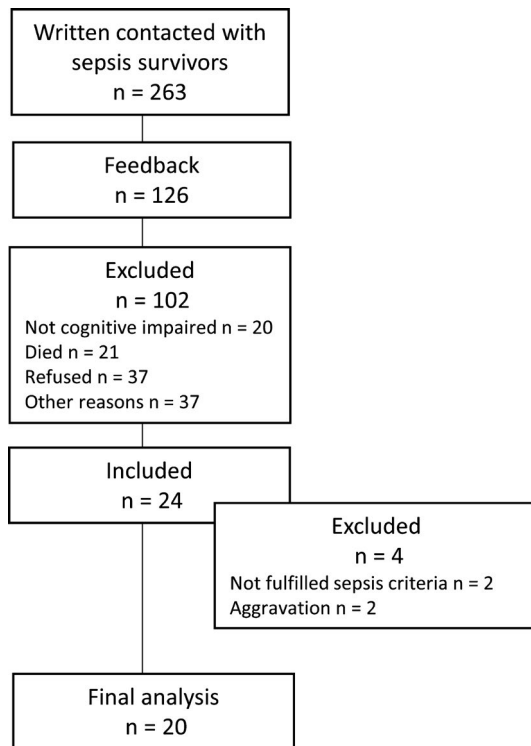 Written contacted with
sepsis survivors
n = 263
Feedback
n = 126
Excluded
n = 102
Not cognitive impaired n = 20
Died n = 21
Refused n = 37
Other reasons n = 37
Included
n = 24
Excluded
n = 4
Not fulfilled sepsis criteria n = 2
Aggravation n = 2
Final analysis
n = 20